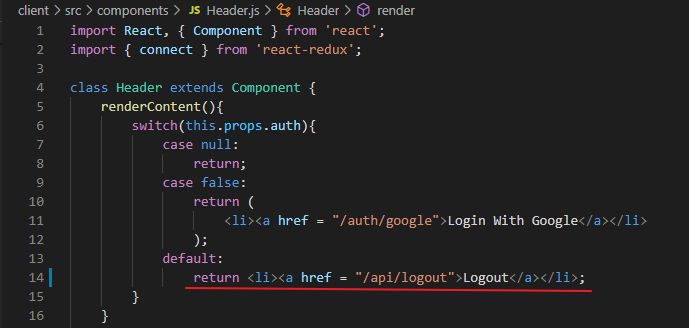 client > src > components > JS Header.js > Header > render
1 import React, { Component } from 'react';
2 import { connect } from 'react-redux';
3
4 class Header extends Component {
5     renderContent(){
6         switch(this.props.auth){
7             case null:
8                 return;
9             case false:
10                 return (
11                     <li><a href = "/auth/google">Login With Google</a></li>
12                 );
13             default:
14                 return <li><a href = "/api/logout">Logout</a></li>;
15         }
16     }